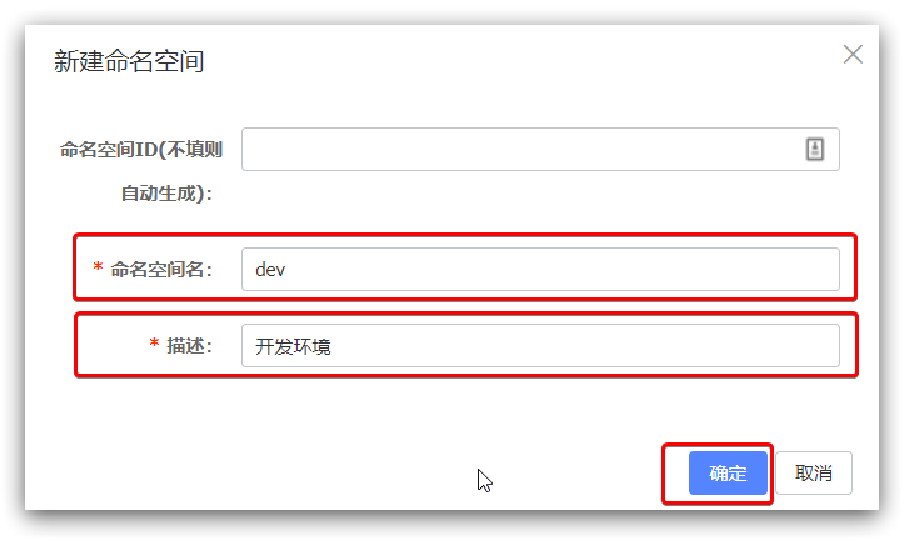 新建命名空间
命名空间ID(不填则
自动生成):
* 命名空间名:
dev
* 描述:
开发环境
确定
取消